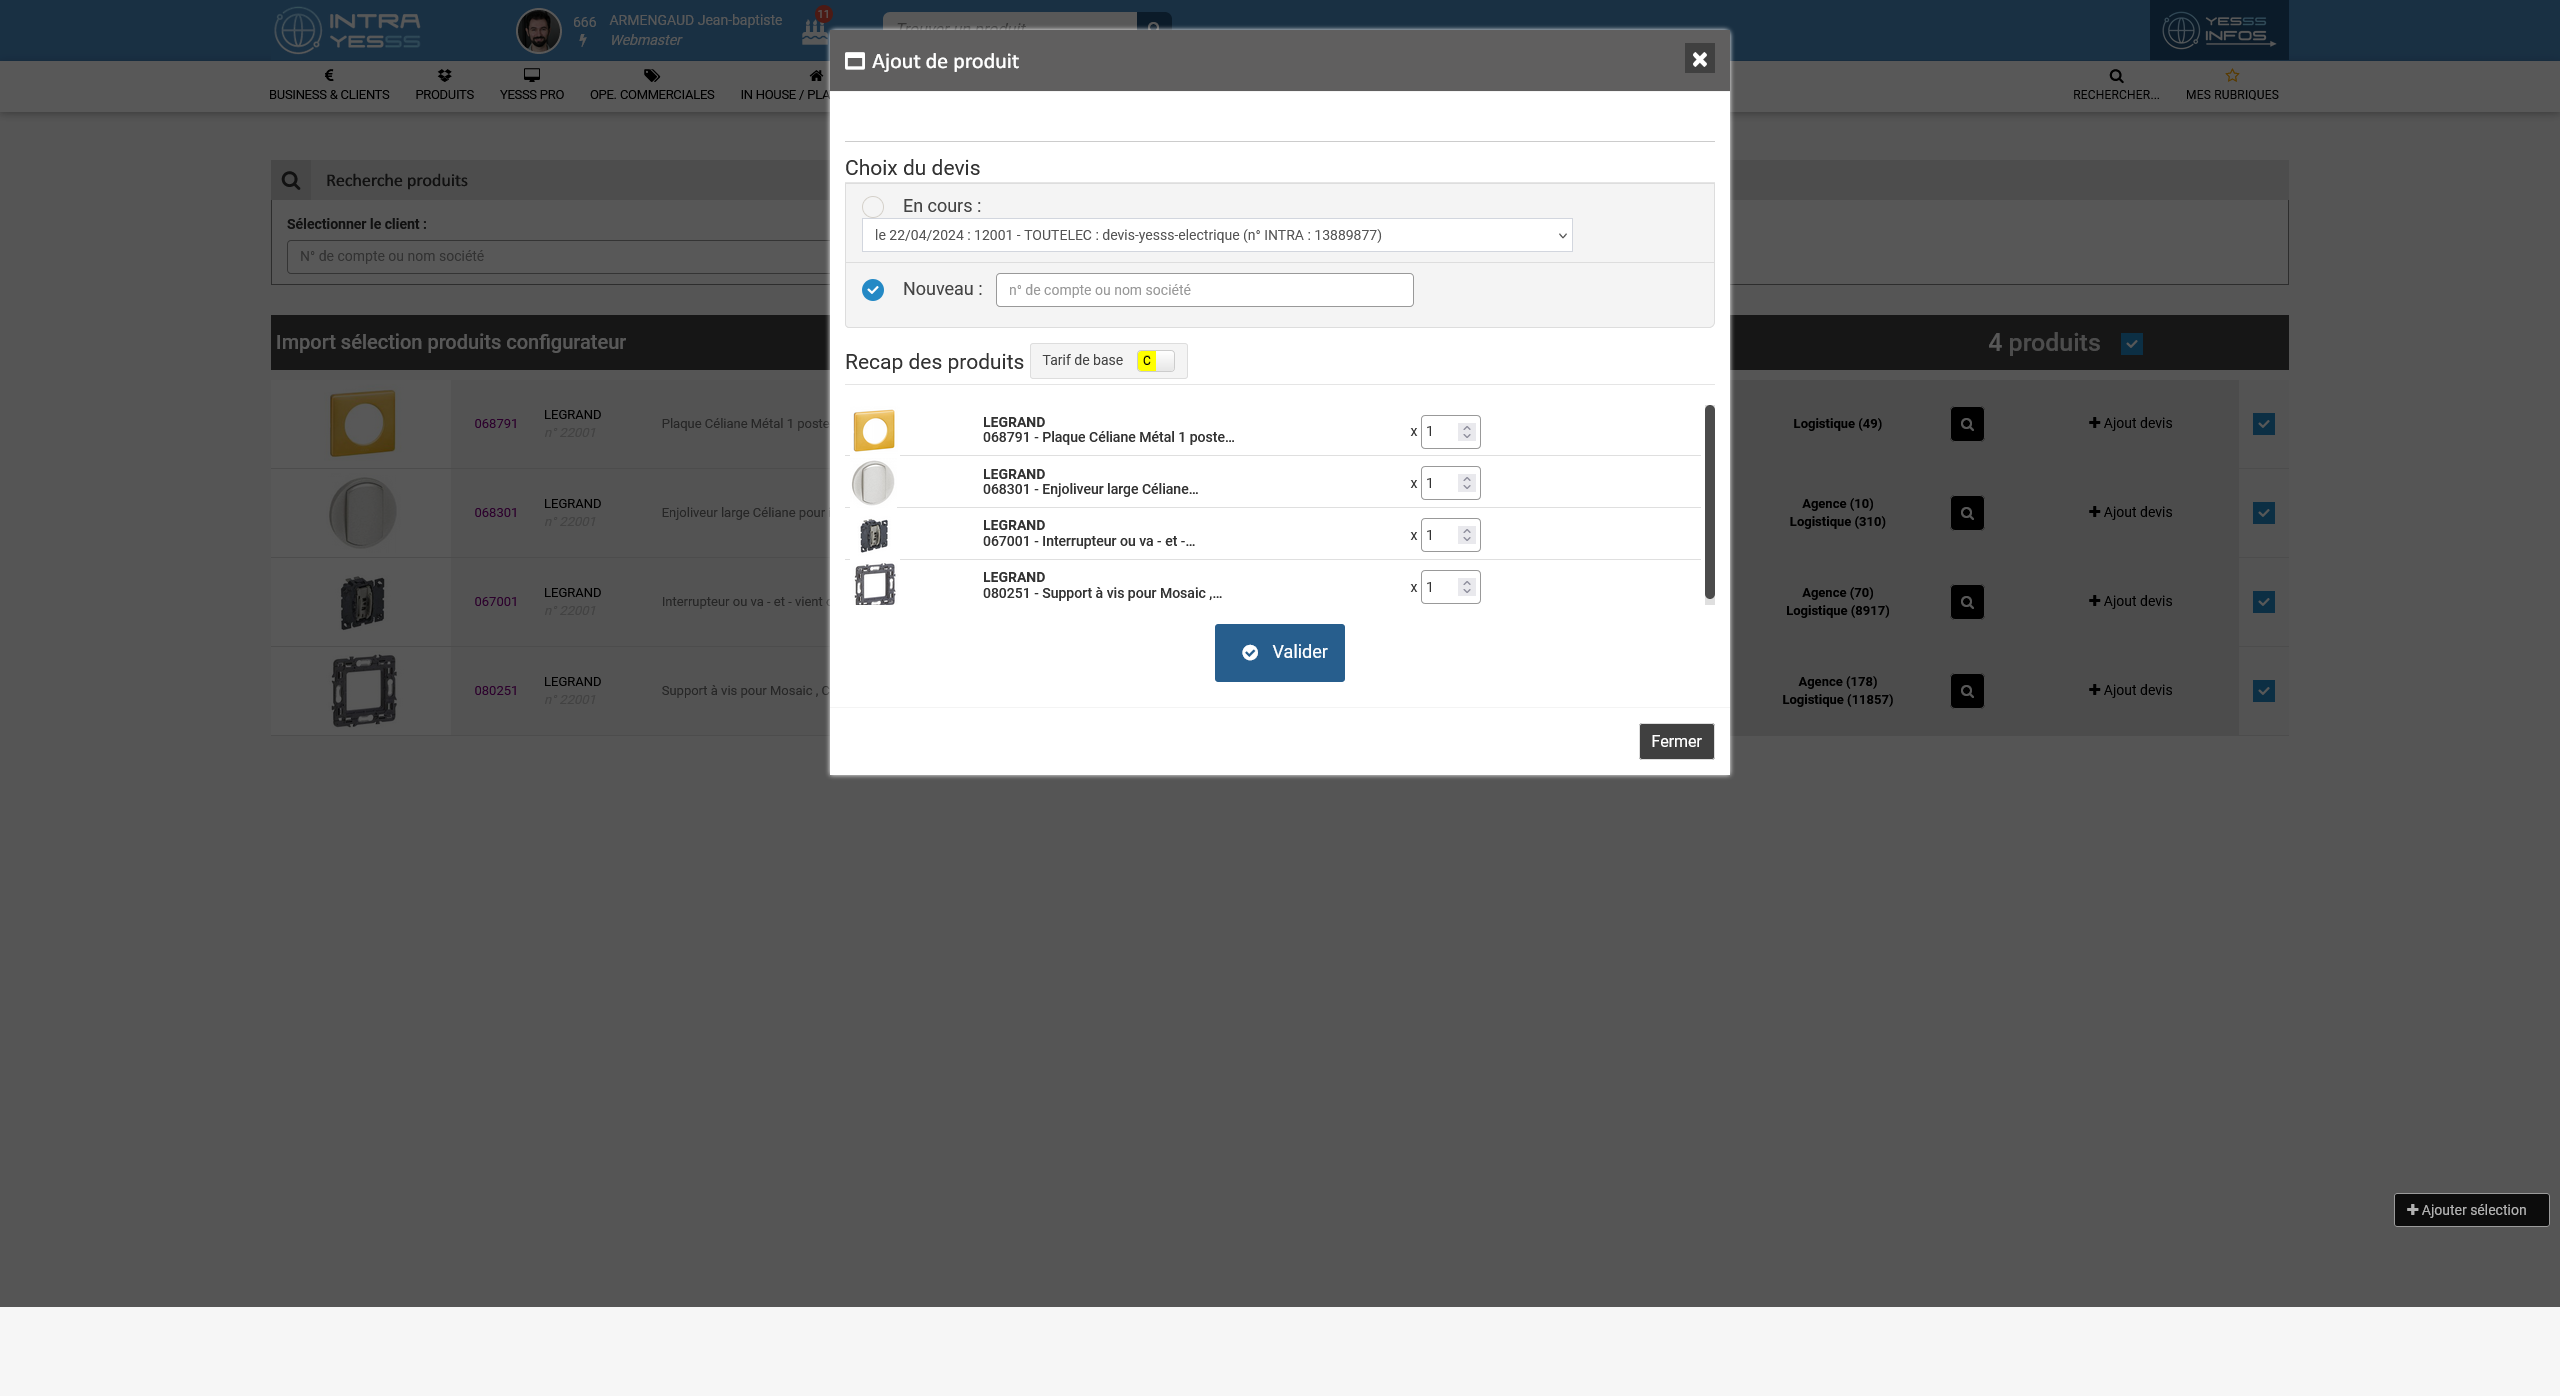 INTRA
YESSS
666
ARMENGAUD Jean-baptiste
Webmaster
11
Trouver un produit
YESSS
INFOS
BUSINESS & CLIENTS
PRODUITS
YESSS PRO
OPE. COMMERCIALES
IN HOUSE / PLA
RECHERCHER...
MES RUBRIQUES
Recherche produits
Sélectionner le client :
N° de compte ou nom société
Import sélection produits configurateur
4 produits
068791
LEGRAND
n° 22001
Plaque Céliane Métal 1 poste
Logistique (49)
Ajout devis
068301
LEGRAND
n° 22001
Enjoliveur large Céliane pour
Agence (10)
Logistique (310)
Ajout devis
067001
LEGRAND
n° 22001
Interrupteur ou va - et - vient
Agence (70)
Logistique (8917)
Ajout devis
080251
LEGRAND
n° 22001
Support à vis pour Mosaic , C
Agence (178)
Logistique (11857)
Ajout devis
Ajout de produit
Choix du devis
En cours :
le 22/04/2024 : 12001 - TOUTELEC : devis-yesss-electrique (n° INTRA : 13889877)
Nouveau :
n° de compte ou nom société
Recap des produits
Tarif de base
C
LEGRAND
068791 - Plaque Céliane Métal 1 poste...
x 1
LEGRAND
068301 - Enjoliveur large Céliane...
x 1
LEGRAND
067001 - Interrupteur ou va - et -...
x 1
LEGRAND
080251 - Support à vis pour Mosaic ,...
x 1
Valider
Fermer
Ajouter sélection